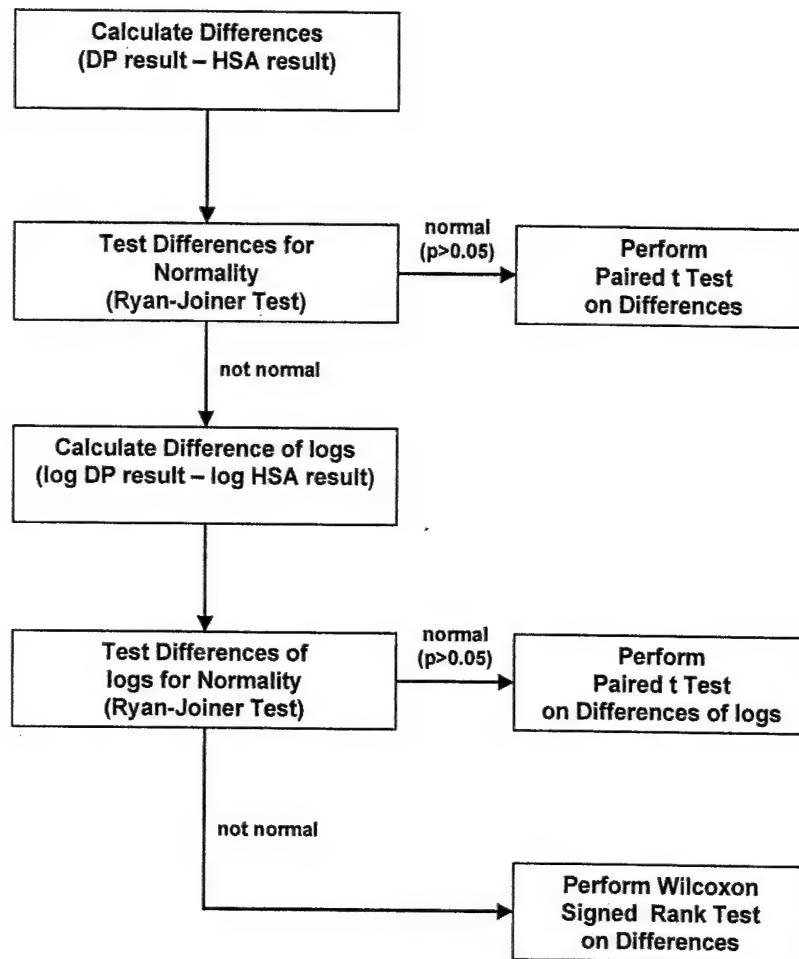 Calculate Differences
(DP result – HSA result)
Test Differences for
Normality
(Ryan-Joiner Test)
normal
(p>0.05)
Perform
Paired t Test
on Differences
not normal
Calculate Difference of logs
(log DP result – log HSA result)
Test Differences of
logs for Normality
(Ryan-Joiner Test)
normal
(p>0.05)
Perform
Paired t Test
on Differences of logs
not normal
Perform Wilcoxon
Signed Rank Test
on Differences